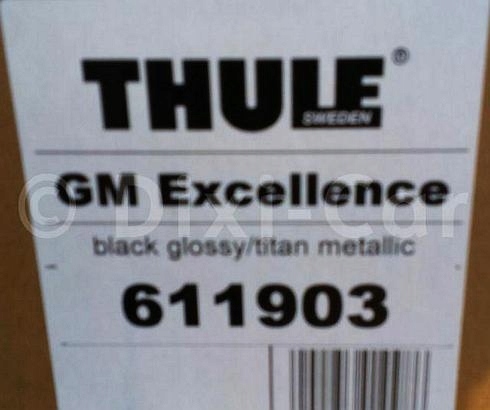 THULE®
SWEDEN
GM Excellence
© Dixi-Car
black glossy/titan metallic
611903